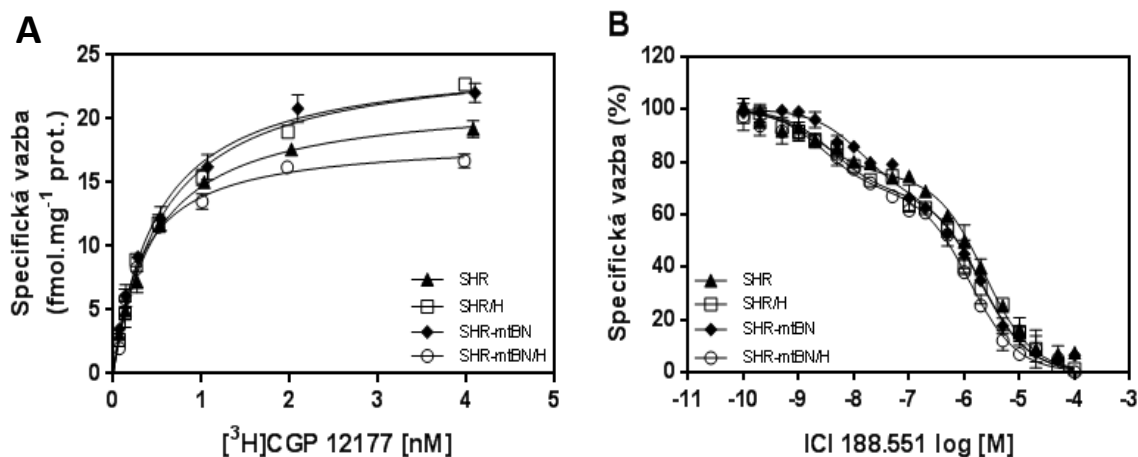 A
Specifická vazba
(fmol.mg⁻¹ prot.)
25
20
15
10
5
0
0 1 2 3 4 5
[³H]CGP 12177 [nM]
SHR
SHR/H
SHR-mtBN
SHR-mtBN/H
B
Specifická vazba (%)
120
100
80
60
40
20
0
-11 -10 -9 -8 -7 -6 -5 -4 -3
ICI 188.551 log [M]
SHR
SHR/H
SHR-mtBN
SHR-mtBN/H